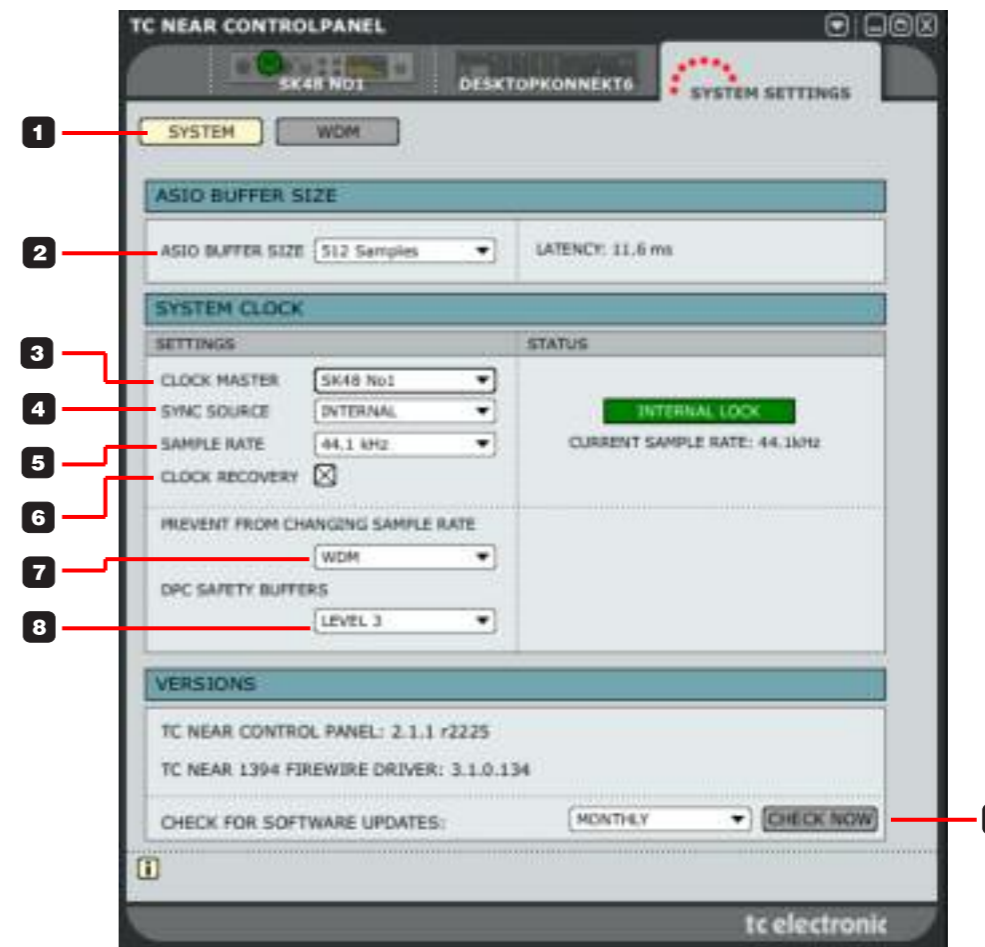 TC NEAR CONTROLPANEL
SK48 NO1
DESKTOPKONNEKT6
SYSTEM SETTINGS
1
SYSTEM
WDM
ASIO BUFFER SIZE
2
ASIO BUFFER SIZE
512 Samples
LATENCY: 11.6 ms
SYSTEM CLOCK
SETTINGS
STATUS
3
CLOCK MASTER
SK48 No1
4
SYNC SOURCE
INTERNAL
INTERNAL LOCK
5
SAMPLE RATE
44.1 kHz
CURRENT SAMPLE RATE: 44.1kHz
6
CLOCK RECOVERY
PREVENT FROM CHANGING SAMPLE RATE
7
WDM
DPC SAFETY BUFFERS
8
LEVEL 3
VERSIONS
TC NEAR CONTROL PANEL: 2.1.1 r2225
TC NEAR 1394 FIREWIRE DRIVER: 3.1.0.134
CHECK FOR SOFTWARE UPDATES:
MONTHLY
CHECK NOW
i
tc electronic